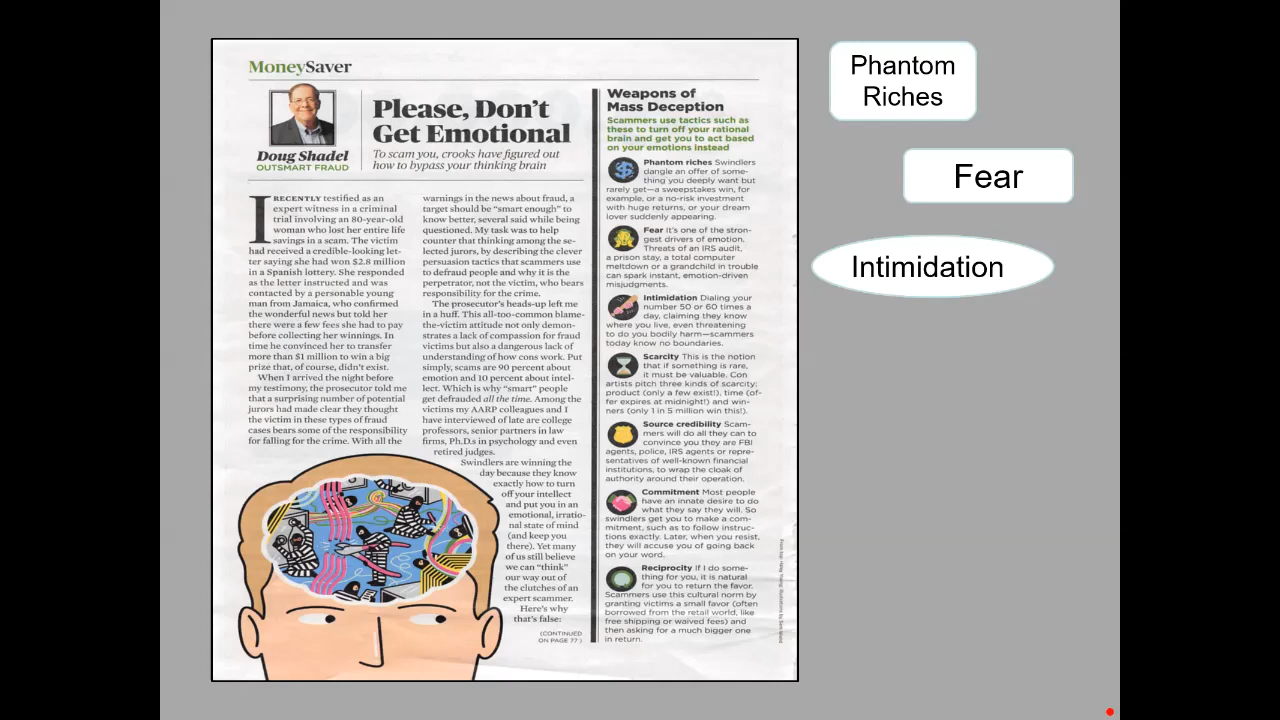 MoneySaver
Doug Shadel
OUTSMART FRAUD
Please, Don't
Get Emotional
To scam you, crooks have figured out
how to bypass your thinking brain
I RECENTLY testified as an
expert witness in a criminal
trial involving an 80-year-old
woman who lost her entire life
savings in a scam. The victim
had received a credible-looking let-
ter saying she had won $2.8 million
in a Spanish lottery. She responded
as the letter instructed and was
contacted by a personable young
man from Jamaica, who confirmed
the wonderful news but told her
there were a few fees she had to pay
before collecting her winnings. In
time he convinced her to transfer
more than $1 million to win a big
prize that, of course, didn't exist.
When I arrived the night before
my testimony, the prosecutor told me
that a surprising number of potential
jurors had made clear they thought
the victim in these types of fraud
cases bears some of the responsibility
for falling for the crime. With all the
warnings in the news about fraud, a
target should be "smart enough" to
know better, several said while being
questioned. My task was to help
counter that thinking among the se-
lected jurors, by describing the clever
persuasion tactics that scammers use
to defraud people and why it is the
perpetrator, not the victim, who bears
responsibility for the crime.
The prosecutor's heads-up left me
in a huff. This all-too-common blame-
the-victim attitude not only demon-
strates a lack of compassion for fraud
victims but also a dangerous lack of
understanding of how cons work. Put
simply, scams are 90 percent about
emotion and 10 percent about intel-
lect. Which is why "smart" people
get defrauded all the time. Among the
victims my AARP colleagues and I
have interviewed of late are college
professors, senior partners in law
firms, Ph.D.s in psychology and even
retired judges.
Swindlers are winning the
day because they know
exactly how to turn
off your intellect
and put you in an
emotional, irratio-
nal state of mind
(and keep you
there). Yet many
of us still believe
we can "think"
our way out of
the clutches of an
expert scammer.
Here's why
that's false:
(CONTINUED
ON PAGE 77 )
Weapons of
Mass Deception
Scammers use tactics such as
these to turn off your rational
brain and get you to act based
on your emotions instead
Phantom riches Swindlers
dangle an offer of some-
thing you deeply want but
rarely get—a sweepstakes win, for
example, or a no-risk investment
with huge returns, or your dream
lover suddenly appearing.
Fear It's one of the stron-
gest drivers of emotion.
Threats of an IRS audit,
a prison stay, a total computer
meltdown or a grandchild in trouble
can spark instant, emotion-driven
misjudgments.
Intimidation Dialing your
number 50 or 60 times a
day, claiming they know
where you live, even threatening
to do you bodily harm—scammers
today know no boundaries.
Scarcity This is the notion
that if something is rare,
it must be valuable. Con
artists pitch three kinds of scarcity:
product (only a few exist!), time (of-
fer expires at midnight!) and win-
ners (only 1 in 5 million win this!).
Source credibility Scam-
mers will do all they can to
convince you they are FBI
agents, police, IRS agents or repre-
sentatives of well-known financial
institutions, to wrap the cloak of
authority around their operation.
Commitment Most people
have an innate desire to do
what they say they will. So
swindlers get you to make a com-
mitment, such as to follow instruc-
tions exactly. Later, when you resist,
they will accuse you of going back
on your word.
Reciprocity If I do some-
thing for you, it is natural
for you to return the favor.
Scammers use this cultural norm by
granting victims a small favor (often
borrowed from the retail world, like
free shipping or waived fees) and
then asking for a much bigger one
in return.
Phantom
Riches
Fear
Intimidation